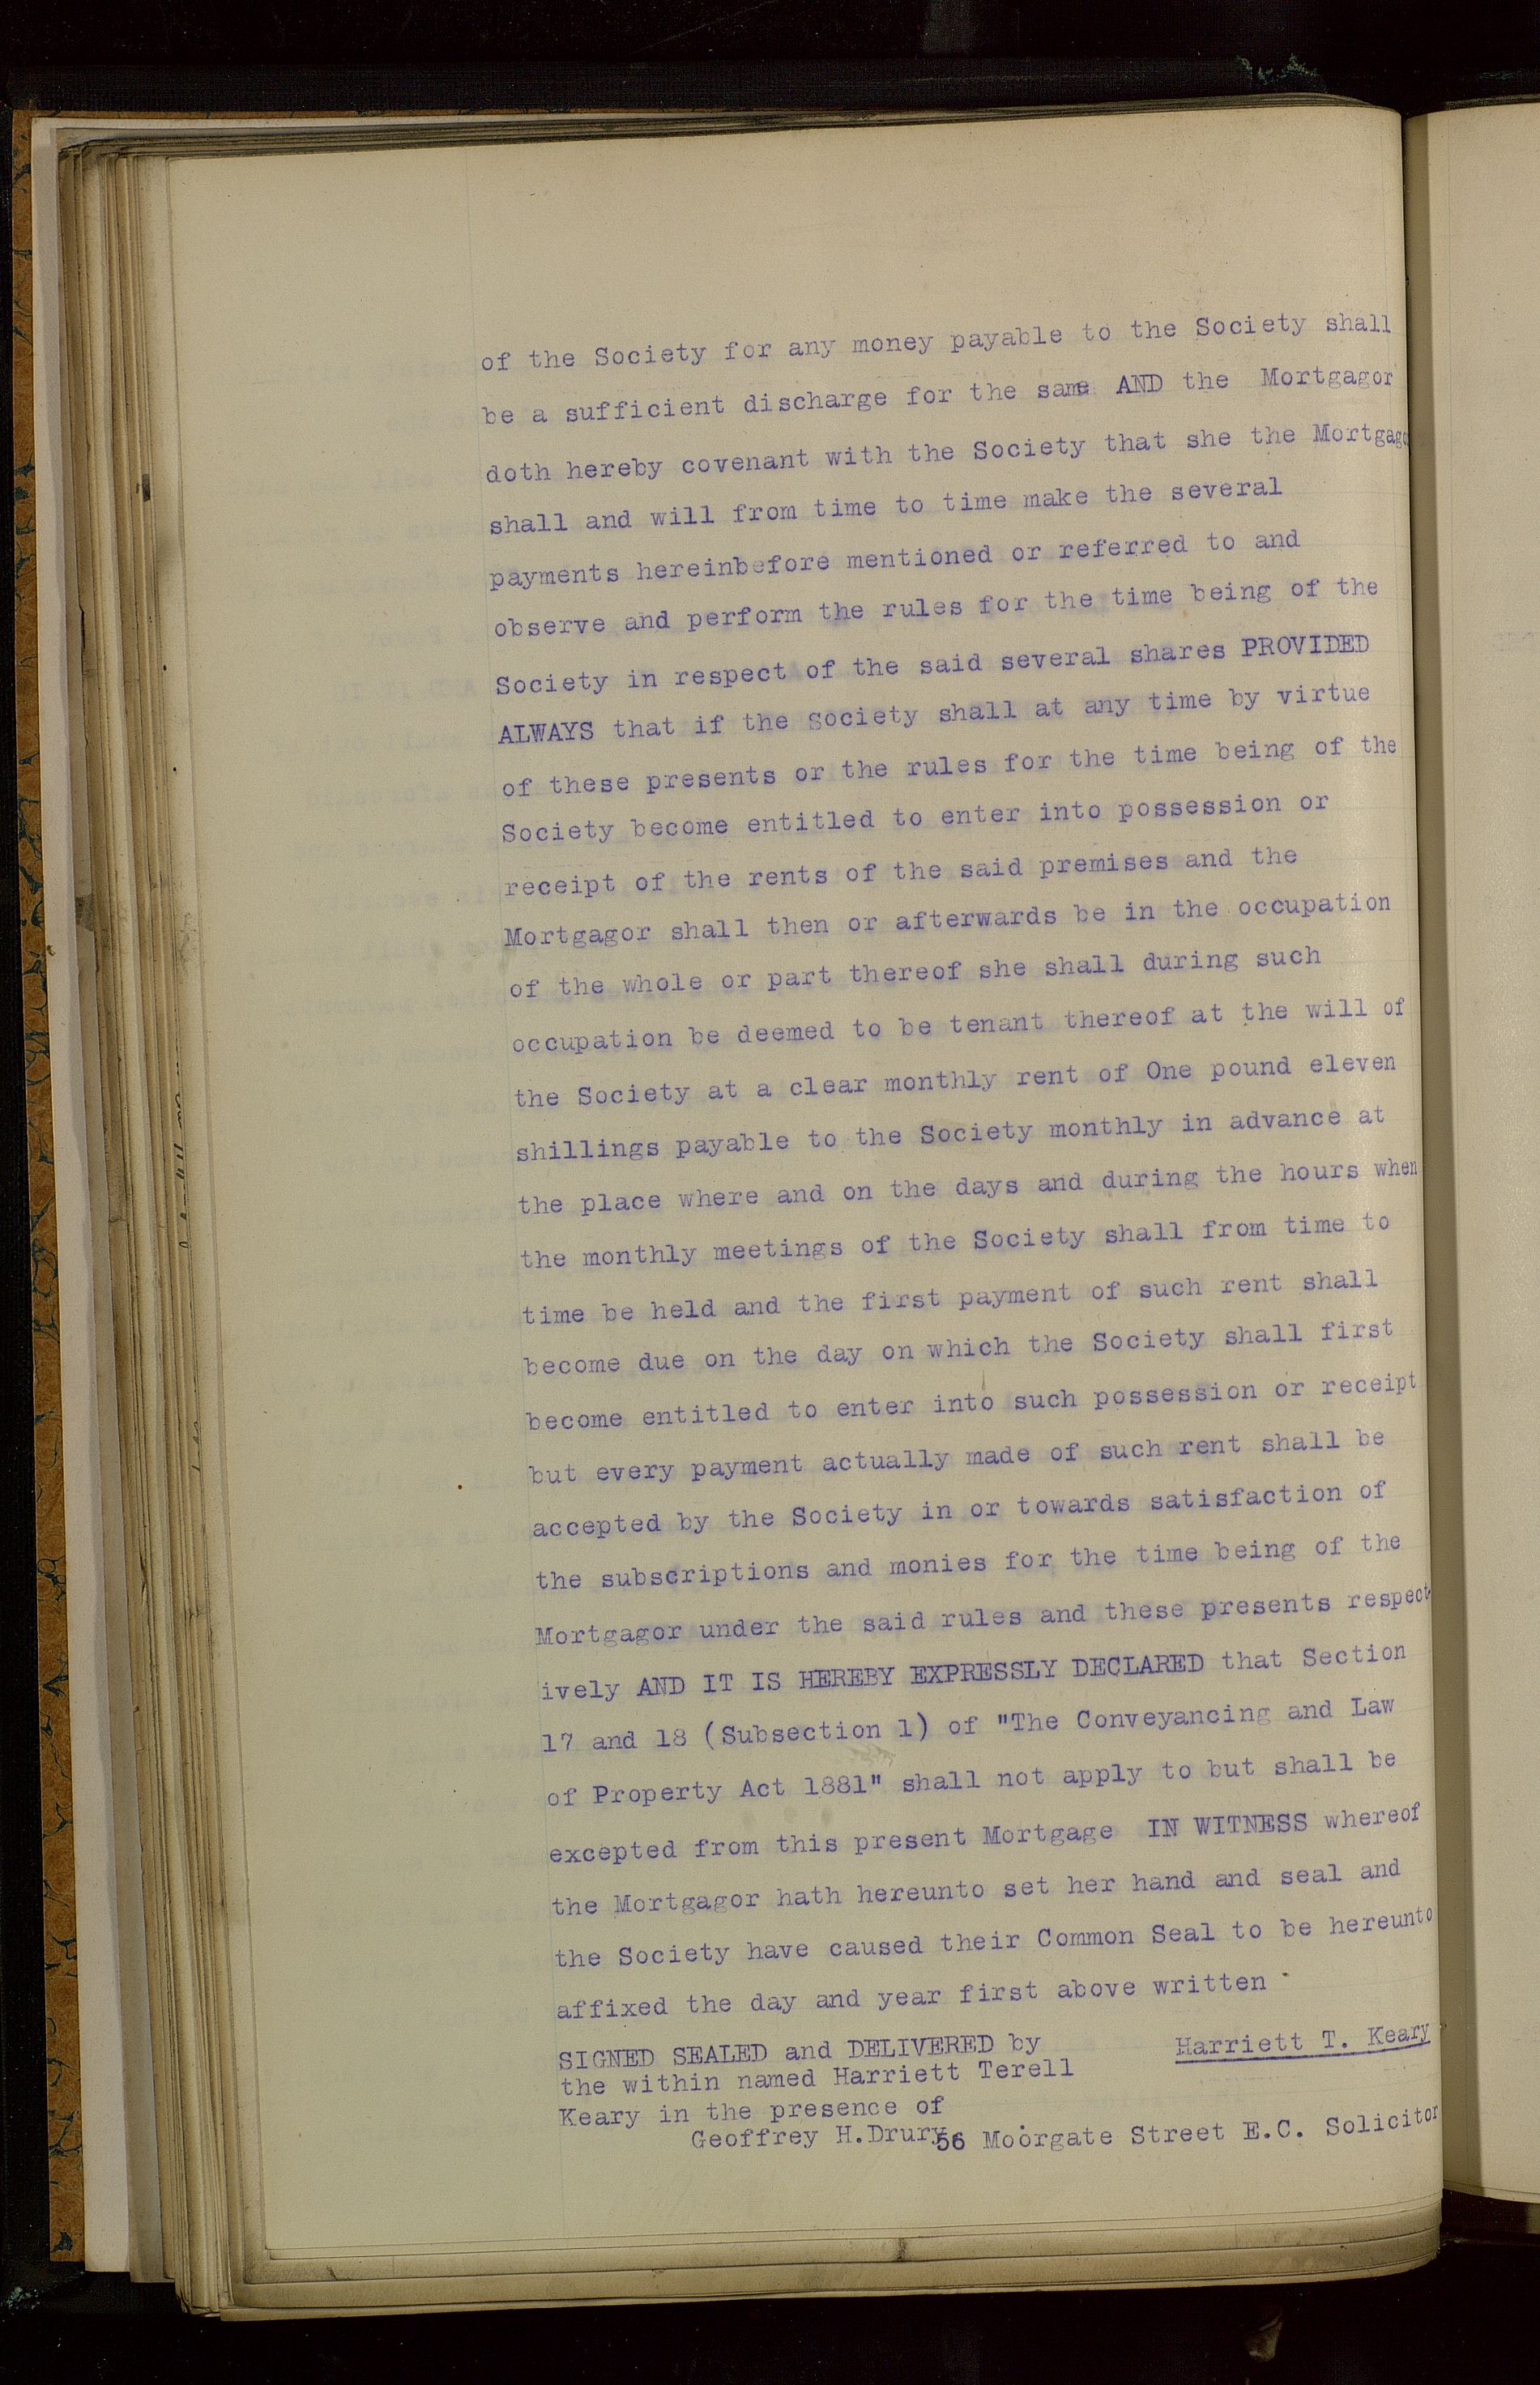 of the Society for any money payable to the Society shall
be a sufficient discharge for the same AND the Mortgagor
doth hereby covenant with the Society that she the Mortgago
shall and will from time to time make the several
payments hereinbefore mentioned or referred to and
observe and perform the rules for the time being of the
Society in respect of the said several shares PROVIDED
ALWAYS that if the Society shall at any time by virtue
of these presents or the rules for the time being of the
Society become entitled to enter into possession or
receipt of the rents of the said premises and the
Mortgagor shall then or afterwards be in the occupation
of the whole or part thereof she shall during such
occupation be deemed to be tenant thereof at the will of
the Society at a clear monthly rent of One pound eleven
shillings payable to the Society monthly in advance at
the place where and on the days and during the hours when
the monthly meetings of the Society shall from time to
time be held and the first payment of such rent shall
become due on the day on which the Society shall first
become entitled to enter into such possession or receipt
but every payment actually made of such rent shall be
accepted by the Society in or towards satisfaction of
the subscriptions and monies for the time being of the
Mortgagor under the said rules and these presents respect-
ively AND IT IS HEREBY EXPRESSLY DECLARED that Section
17 and 18 (Subsection 1) of "The Conveyancing and Law
of Property Act 1881" shall not apply to but shall be
excepted from this present Mortgage IN WITNESS whereof
the Mortgagor hath hereunto set her hand and seal and
the Society have caused their Common Seal to be hereunto
affixed the day and year first above written
SIGNED SEALED and DELIVERED by Harriett T. Keary
the within named Harriett Terell
Keary in the presence of
Geoffrey H.Drury 56 Moorgate Street E.C. Solicitor